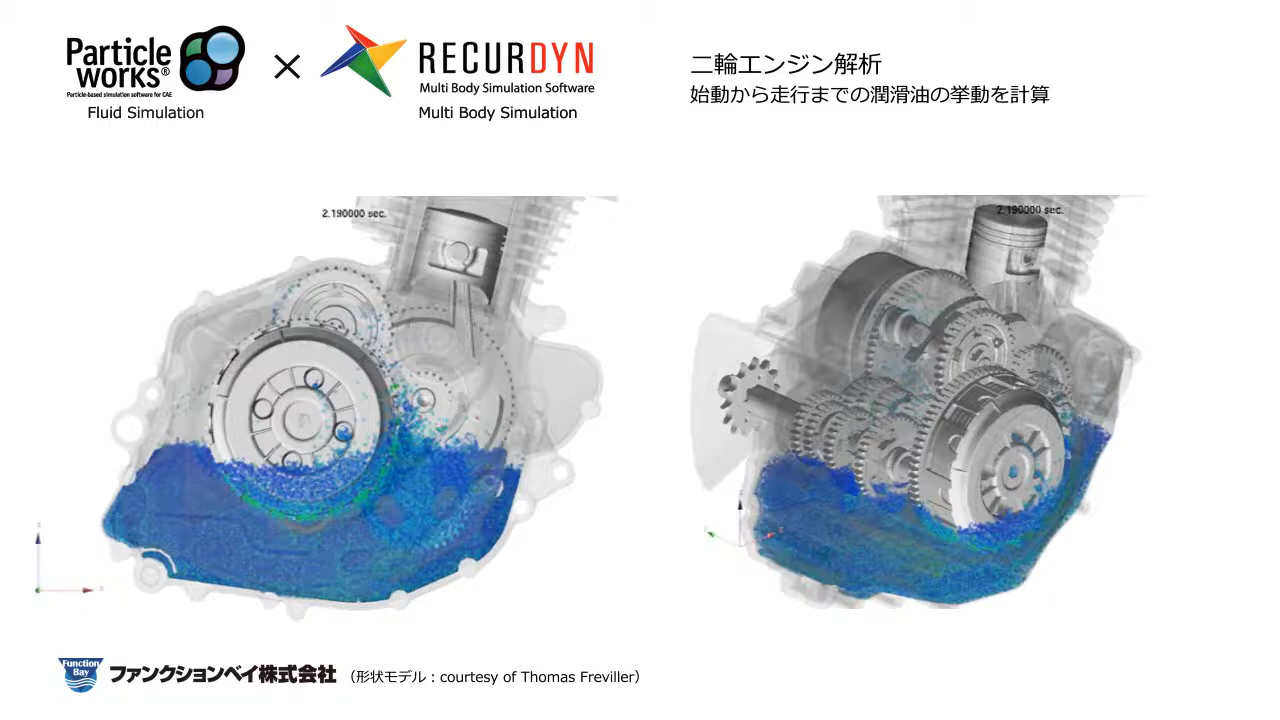 Particle
works®
Particle-based simulation software for CAE
Fluid Simulation
×
RECURDYN
Multi Body Simulation Software
Multi Body Simulation
二輪エンジン解析
始動から走行までの潤滑油の挙動を計算
2.190000 sec.
2.190000 sec.
Function
Bay
ファンクションベイ株式会社
（形状モデル：courtesy of Thomas Freviller）